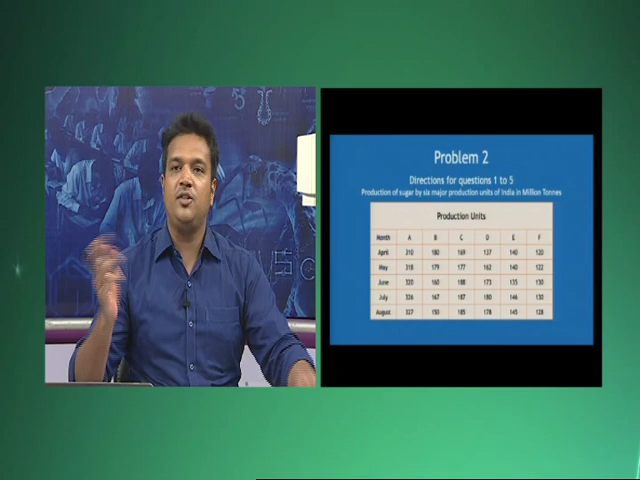 Problem 2
Directions for questions 1 to 5
Production of sugar by six major production units of India in Million Tonnes
Production Units
Month A B C D E F
April 310 180 169 137 140 120
May 318 179 177 162 140 122
June 320 160 188 173 135 130
July 326 167 187 180 146 130
August 327 150 185 178 145 128